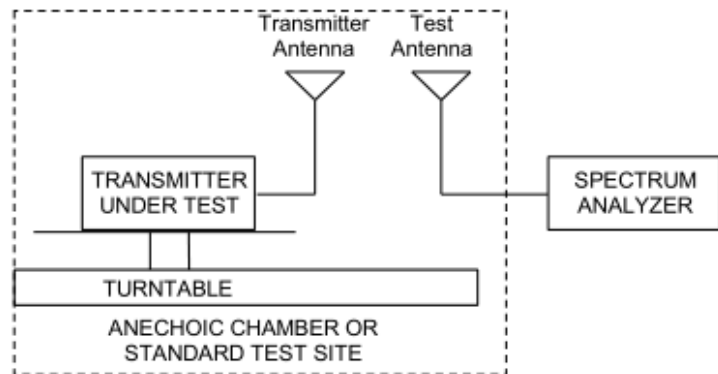 Transmitter
Antenna
Test
Antenna
TRANSMITTER
UNDER TEST
SPECTRUM
ANALYZER
TURNTABLE
ANECHOIC CHAMBER OR
STANDARD TEST SITE